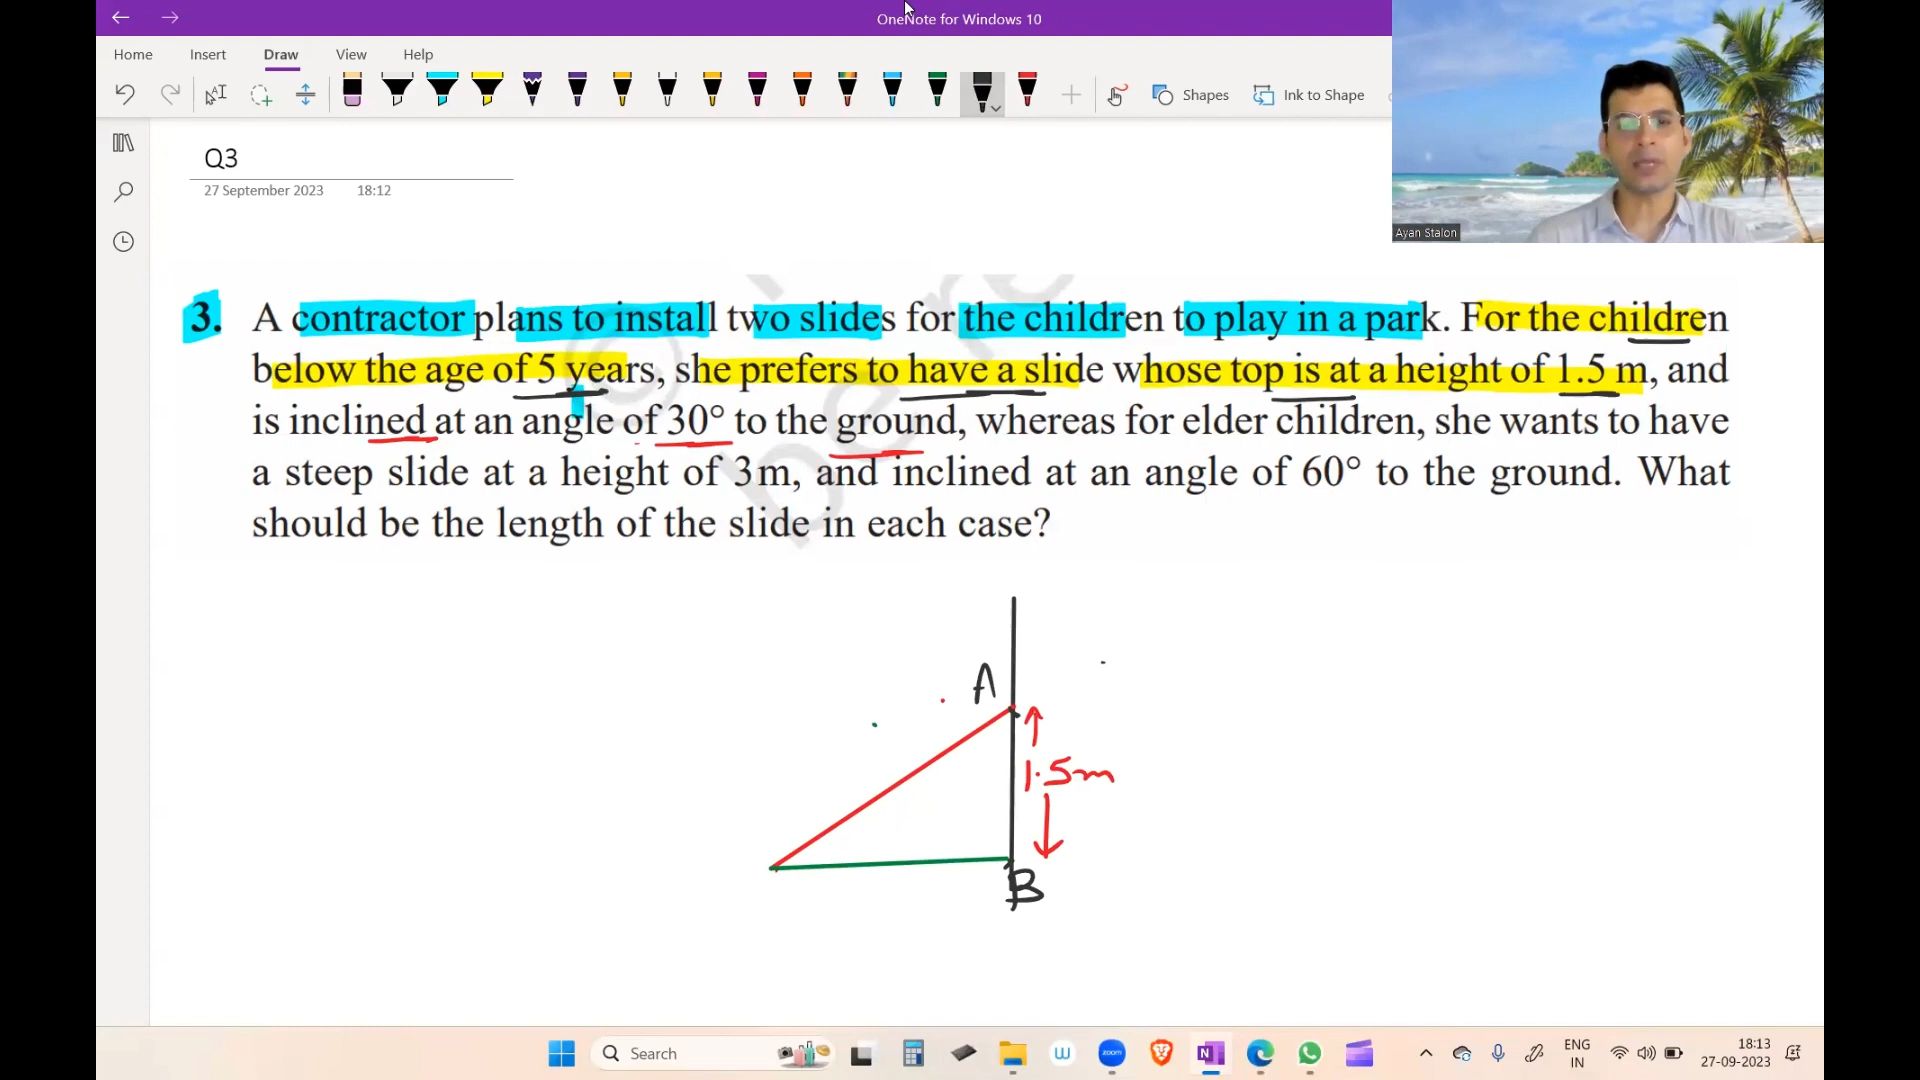 OneNote for Windows 10
Home Insert Draw View Help
Shapes Ink to Shape
Ayan Stalon
Q3
27 September 2023 18:12
3. A contractor plans to install two slides for the children to play in a park. For the children
below the age of 5 years, she prefers to have a slide whose top is at a height of 1.5 m, and
is inclined at an angle of 30° to the ground, whereas for elder children, she wants to have
a steep slide at a height of 3m, and inclined at an angle of 60° to the ground. What
should be the length of the slide in each case?
A
1.5m
B
Search
zoom
ENG
IN
18:13
27-09-2023